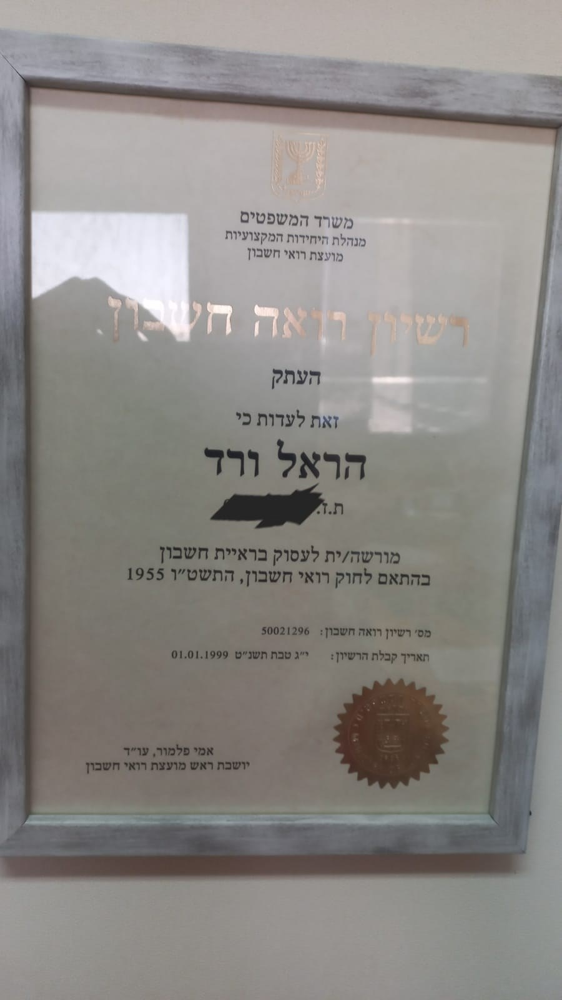 משרד המשפטים
מנהלת היחידות המקצועיות
מועצת רואי חשבון
רשיון רואה חשבון
העתק
זאת לעדות כי
הראל ורד
ת.ז.
מורשה/ית לעסוק בראיית חשבון
בהתאם לחוק רואי חשבון, התשט״ו 1955
מס׳ רשיון רואה חשבון: 50021296
תאריך קבלת הרשיון: י״ג טבת תשנ״ט 01.01.1999
אמי פלמור, עו״ד
יושבת ראש מועצת רואי חשבון